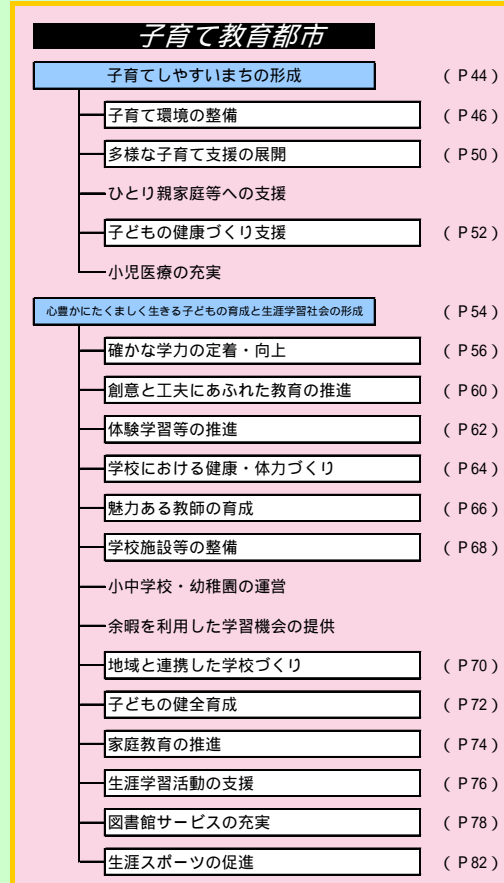 子育て教育都市
子育てしやすいまちの形成 （P44）
子育て環境の整備 （P46）
多様な子育て支援の展開 （P50）
ひとり親家庭等への支援
子どもの健康づくり支援 （P52）
小児医療の充実
心豊かにたくましく生きる子どもの育成と生涯学習社会の形成 （P54）
確かな学力の定着・向上 （P56）
創意と工夫にあふれた教育の推進 （P60）
体験学習等の推進 （P62）
学校における健康・体力づくり （P64）
魅力ある教師の育成 （P66）
学校施設等の整備 （P68）
小中学校・幼稚園の運営
余暇を利用した学習機会の提供
地域と連携した学校づくり （P70）
子どもの健全育成 （P72）
家庭教育の推進 （P74）
生涯学習活動の支援 （P76）
図書館サービスの充実 （P78）
生涯スポーツの促進 （P82）